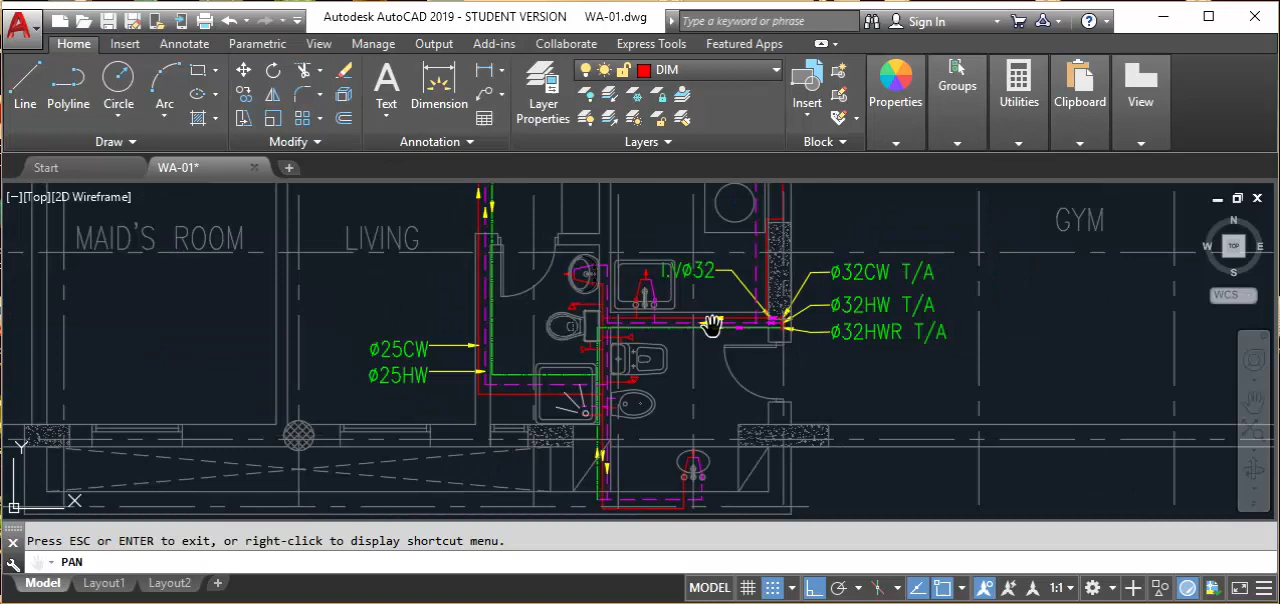 Autodesk AutoCAD 2019 - STUDENT VERSION WA-01.dwg
Type a keyword or phrase
Sign In
Home Insert Annotate Parametric View Manage Output Add-ins Collaborate Express Tools Featured Apps
Line Polyline Circle Arc
Draw
Modify
Text Dimension
Annotation
Layer Properties
DIM
Layers
Insert
Block
Properties
Groups
Utilities
Clipboard
View
Start WA-01*
[−][Top][2D Wireframe]
MAID'S ROOM
LIVING
GYM
I.Vø32
ø32CW T/A
ø32HW T/A
ø32HWR T/A
ø25CW
ø25HW
N
W TOP E
S
WCS
Y
X
Press ESC or ENTER to exit, or right-click to display shortcut menu.
PAN
Model Layout1 Layout2 +
MODEL
1:1